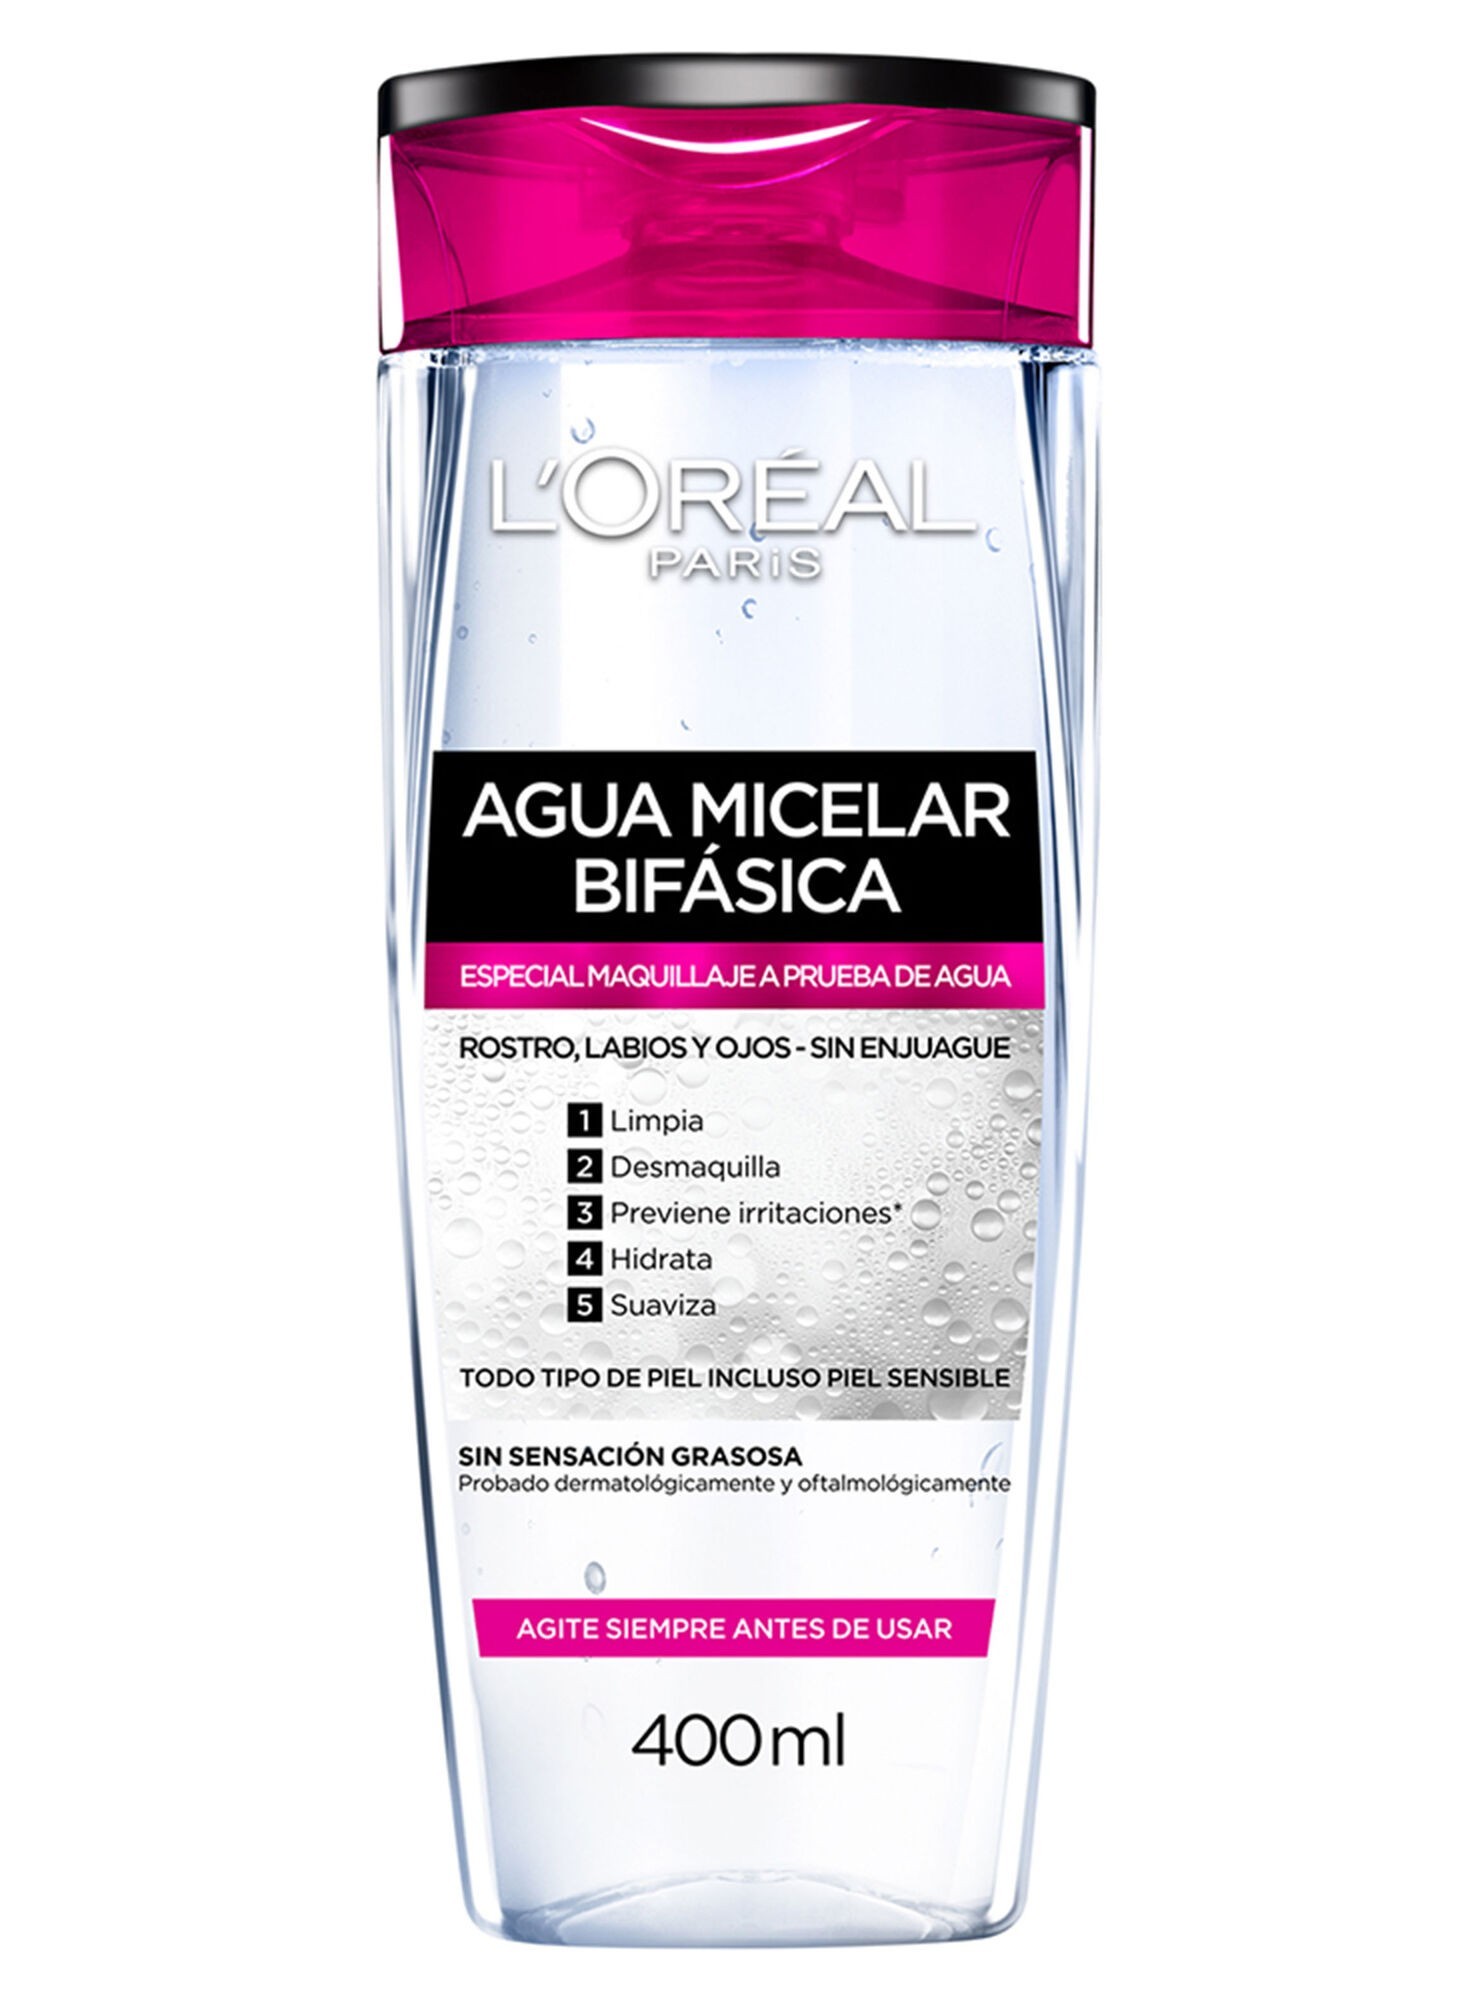 L'ORÉAL
PARiS
AGUA MICELAR
BIFÁSICA
ESPECIAL MAQUILLAJE A PRUEBA DE AGUA
ROSTRO, LABIOS Y OJOS - SIN ENJUAGUE
1 Limpia
2 Desmaquilla
3 Previene irritaciones*
4 Hidrata
5 Suaviza
TODO TIPO DE PIEL INCLUSO PIEL SENSIBLE
SIN SENSACIÓN GRASOSA
Probado dermatológicamente y oftalmológicamente
AGITE SIEMPRE ANTES DE USAR
400ml